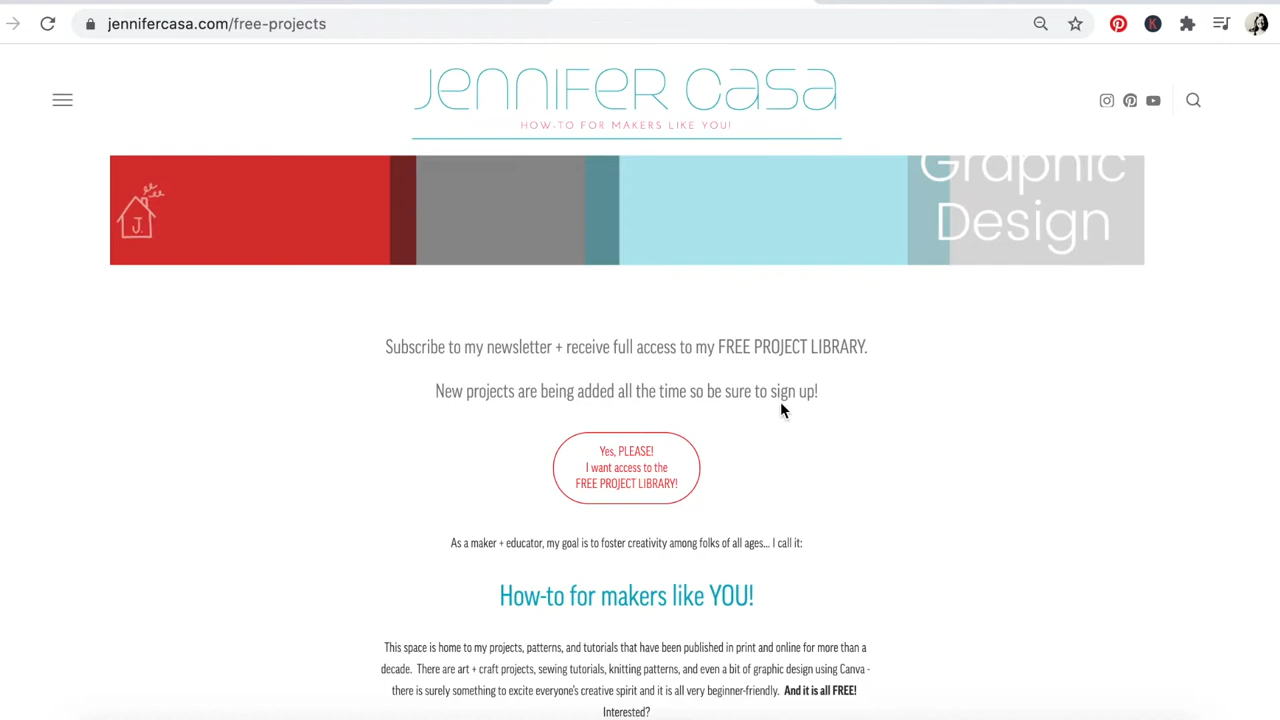 jennifercasa.com/free-projects
K
JENNIFER CASA
HOW-TO FOR MAKERS LIKE YOU!
J.
Graphic
Design
Subscribe to my newsletter + receive full access to my FREE PROJECT LIBRARY.
New projects are being added all the time so be sure to sign up!
Yes, PLEASE!
I want access to the
FREE PROJECT LIBRARY!
As a maker + educator, my goal is to foster creativity among folks of all ages... I call it:
How-to for makers like YOU!
This space is home to my projects, patterns, and tutorials that have been published in print and online for more than a
decade. There are art + craft projects, sewing tutorials, knitting patterns, and even a bit of graphic design using Canva -
there is surely something to excite everyone's creative spirit and it is all very beginner-friendly. And it is all FREE!
Interested?